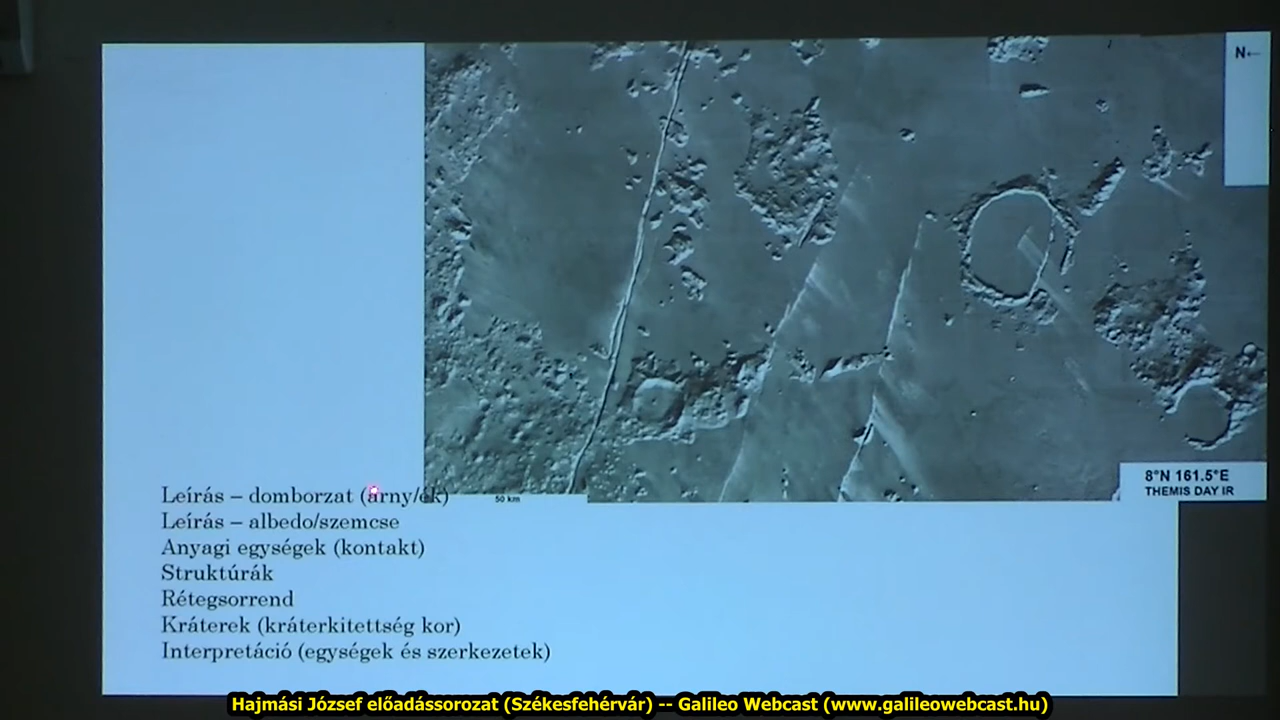 N←
8°N 161.5°E
THEMIS DAY IR
50 km
Leírás – domborzat (árny/ék)
Leírás – albedo/szemcse
Anyagi egységek (kontakt)
Struktúrák
Rétegsorrend
Kráterek (kráterkitettség kor)
Interpretáció (egységek és szerkezetek)
Hajmási József előadássorozat (Székesfehérvár) -- Galileo Webcast (www.galileowebcast.hu)